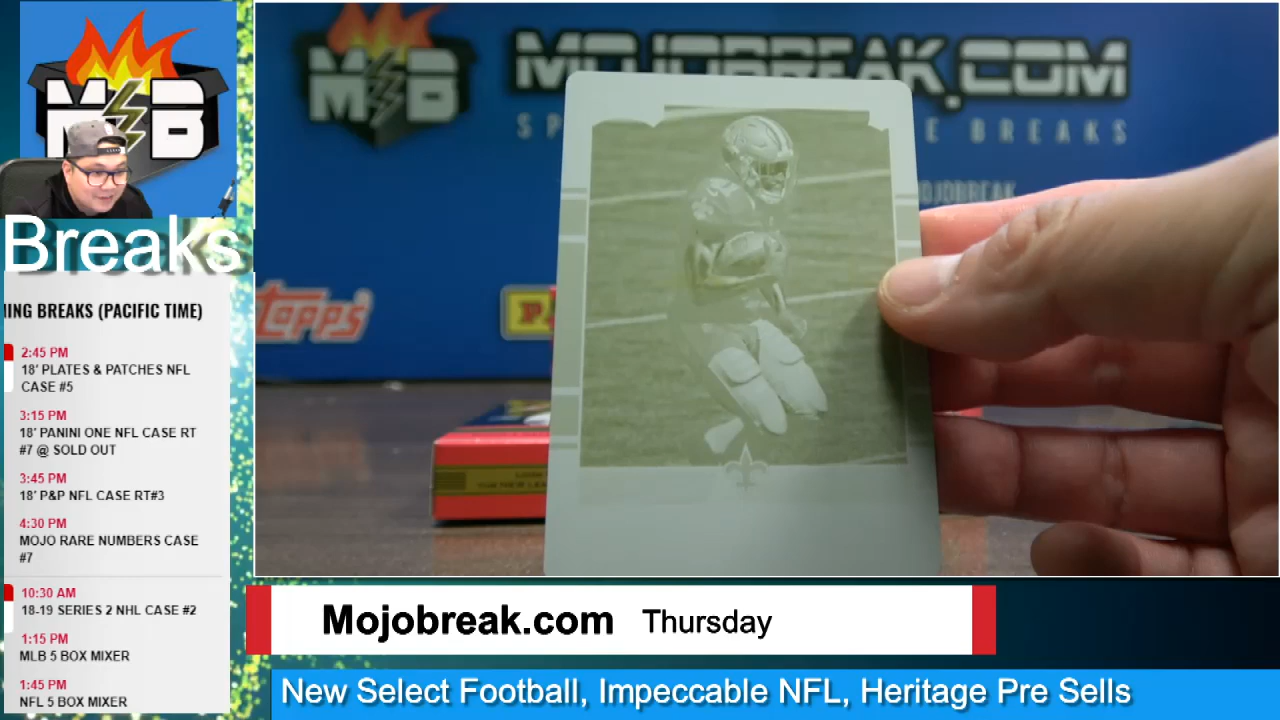 M B
Breaks
ING BREAKS (PACIFIC TIME)
2:45 PM
18' PLATES & PATCHES NFL
CASE #5
3:15 PM
18' PANINI ONE NFL CASE RT
#7 @ SOLD OUT
3:45 PM
18' P&P NFL CASE RT#3
4:30 PM
MOJO RARE NUMBERS CASE
#7
10:30 AM
18-19 SERIES 2 NHL CASE #2
1:15 PM
MLB 5 BOX MIXER
1:45 PM
NFL 5 BOX MIXER
M B
MOJOBREAK.COM
SP E BREAKS
MOJOBREAK
topps
Mojobreak.com Thursday
New Select Football, Impeccable NFL, Heritage Pre Sells